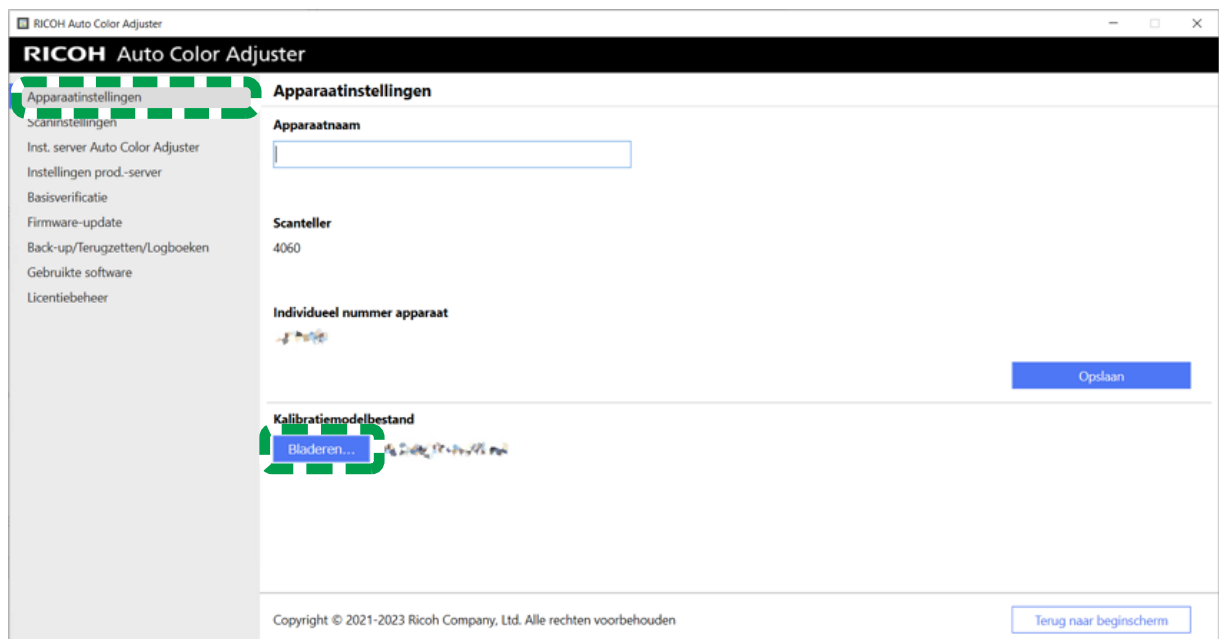 RICOH Auto Color Adjuster
RICOH Auto Color Adjuster
Apparaatinstellingen
Scaninstellingen
Inst. server Auto Color Adjuster
Instellingen prod.-server
Basisverificatie
Firmware-update
Back-up/Terugzetten/Logboeken
Gebruikte software
Licentiebeheer
Apparaatinstellingen
Apparaatnaam
Scanteller
4060
Individueel nummer apparaat
Opslaan
Kalibratiemodelbestand
Bladeren...
Copyright © 2021-2023 Ricoh Company, Ltd. Alle rechten voorbehouden
Terug naar beginscherm